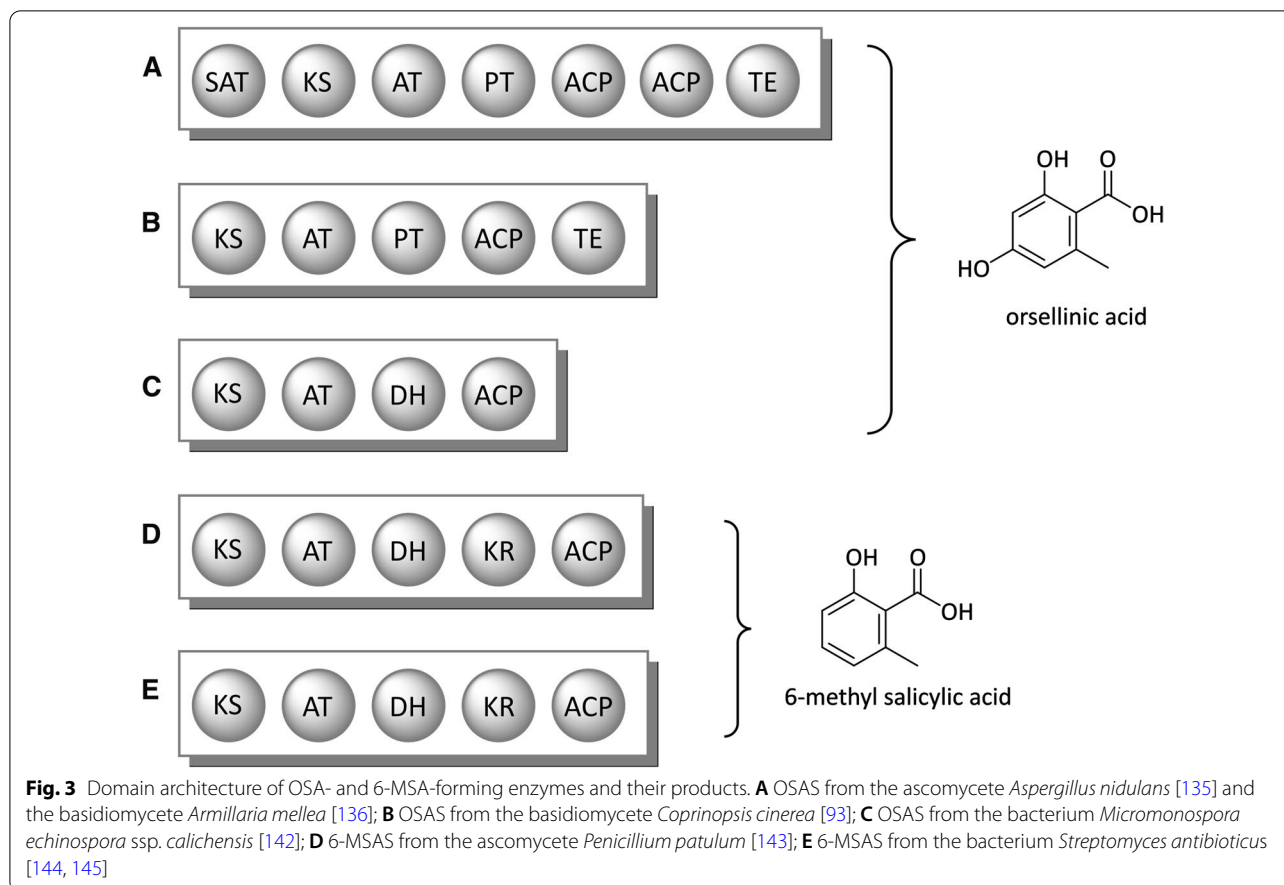 A SAT KS AT PT ACP ACP TE
B KS AT PT ACP TE
C KS AT DH ACP
OH O
OH
HO
orsellinic acid
D KS AT DH KR ACP
E KS AT DH KR ACP
OH O
OH
6-methyl salicylic acid
Fig. 3 Domain architecture of OSA- and 6-MSA-forming enzymes and their products. A OSAS from the ascomycete Aspergillus nidulans [135] and
the basidiomycete Armillaria mellea [136]; B OSAS from the basidiomycete Coprinopsis cinerea [93]; C OSAS from the bacterium Micromonospora
echinospora ssp. calichensis [142]; D 6-MSAS from the ascomycete Penicillium patulum [143]; E 6-MSAS from the bacterium Streptomyces antibioticus
[144, 145]